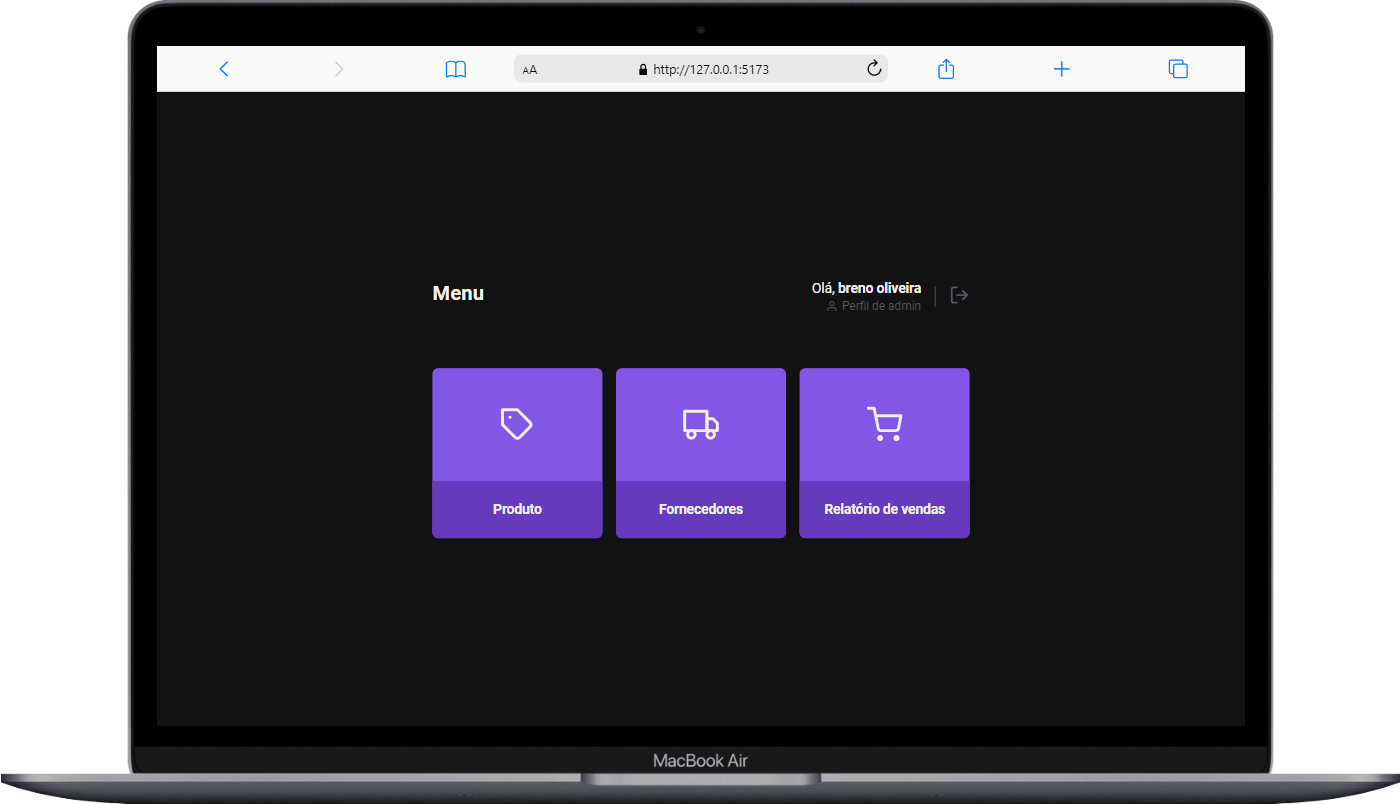 AA
http://127.0.0.1:5173
Menu
Olá, breno oliveira
Perfil de admin
Produto
Fornecedores
Relatório de vendas
MacBook Air